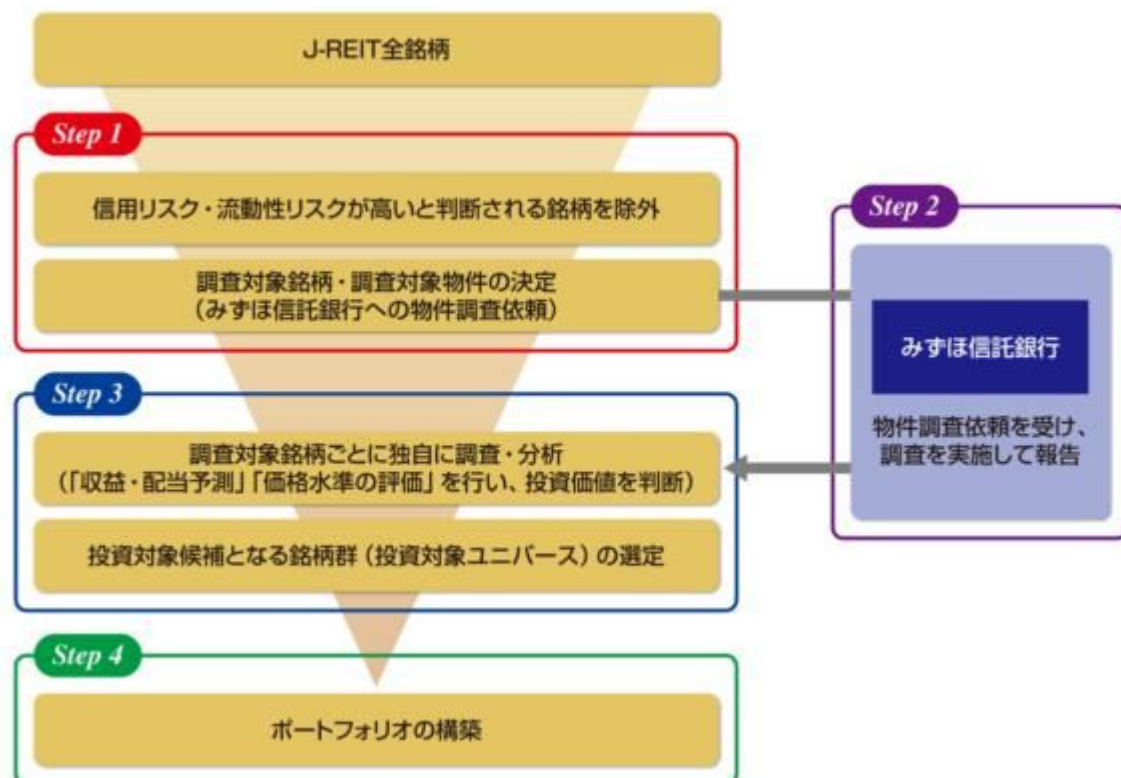 J-REIT全銘柄
Step 1
信用リスク・流動性リスクが高いと判断される銘柄を除外
調査対象銘柄・調査対象物件の決定
(みずほ信託銀行への物件調査依頼)
Step 2
みずほ信託銀行
物件調査依頼を受け、
調査を実施して報告
Step 3
調査対象銘柄ごとに独自に調査・分析
(「収益・配当予測」「価格水準の評価」を行い、投資価値を判断)
投資対象候補となる銘柄群(投資対象ユニバース)の選定
Step 4
ポートフォリオの構築